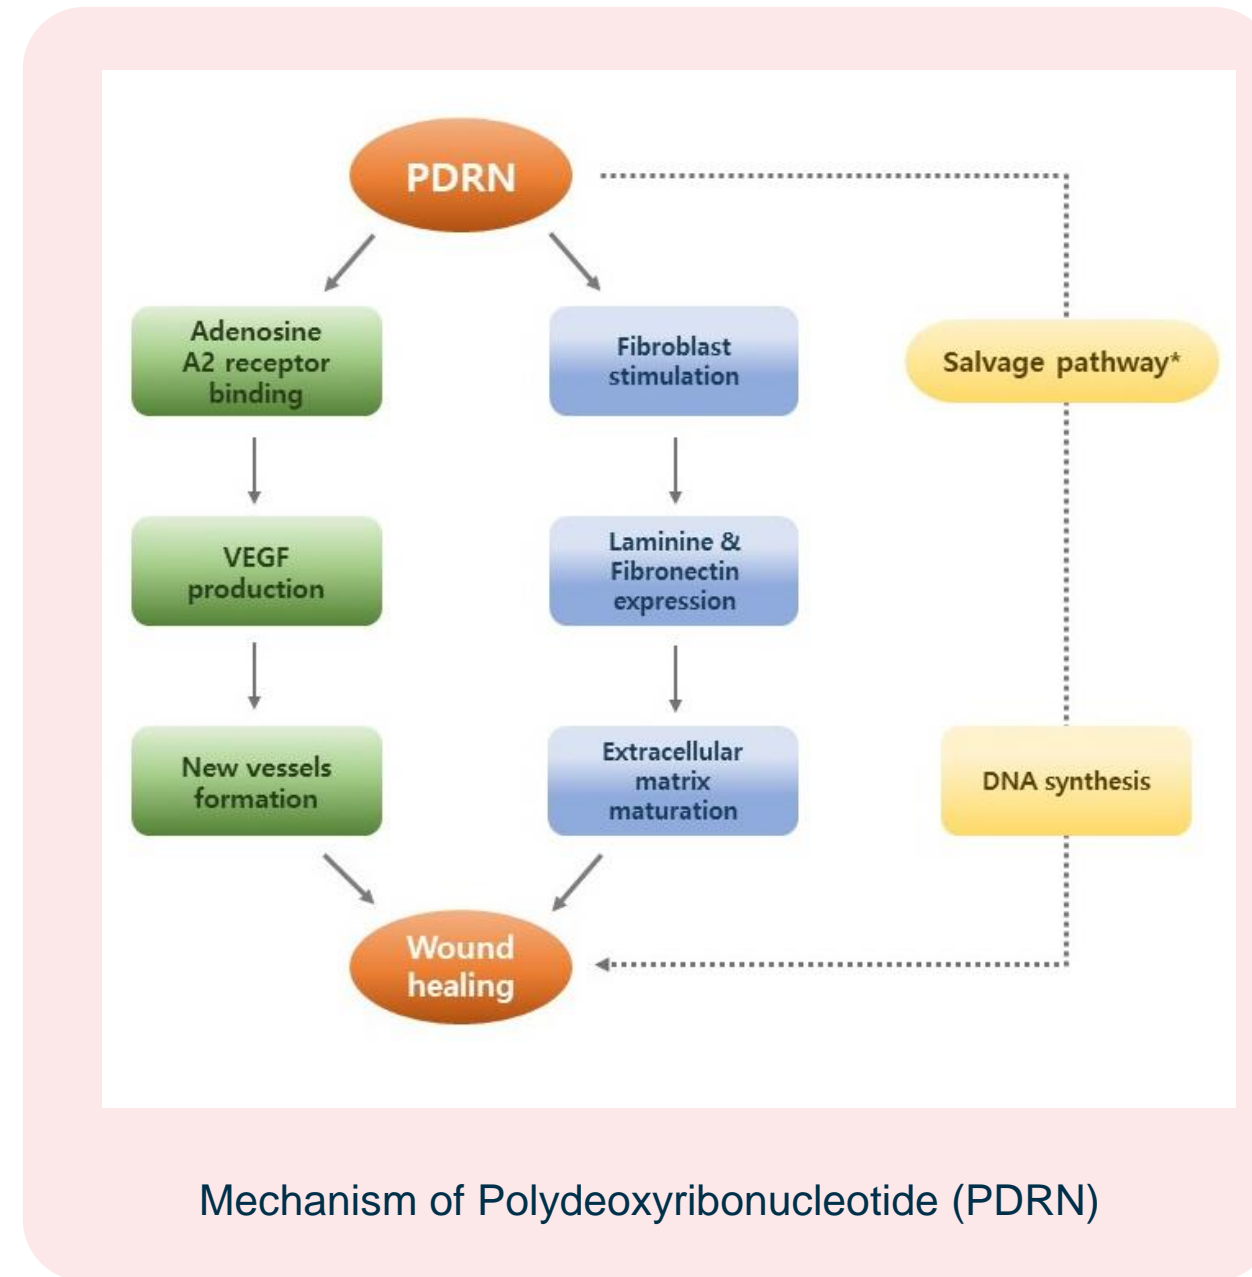 PDRN
Adenosine
A2 receptor
binding
Fibroblast
stimulation
Salvage pathway*
VEGF
production
Laminine &
Fibronectin
expression
New vessels
formation
Extracellular
matrix
maturation
DNA synthesis
Wound
healing
Mechanism of Polydeoxyribonucleotide (PDRN)